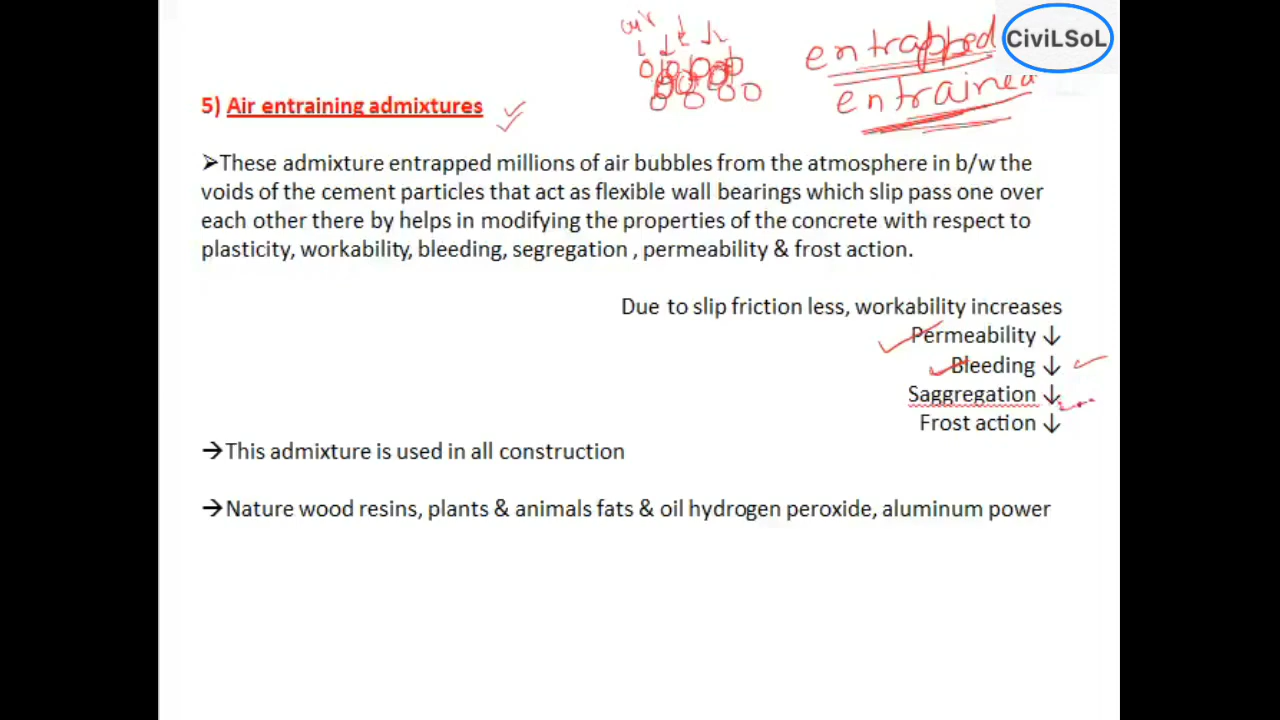 air
entrapped
CiviLSoL
entrained
5) Air entraining admixtures
➢These admixture entrapped millions of air bubbles from the atmosphere in b/w the
voids of the cement particles that act as flexible wall bearings which slip pass one over
each other there by helps in modifying the properties of the concrete with respect to
plasticity, workability, bleeding, segregation , permeability & frost action.
Due to slip friction less, workability increases
Permeability ↓
Bleeding ↓
Saggregation ↓
Frost action ↓
→This admixture is used in all construction
→Nature wood resins, plants & animals fats & oil hydrogen peroxide, aluminum power